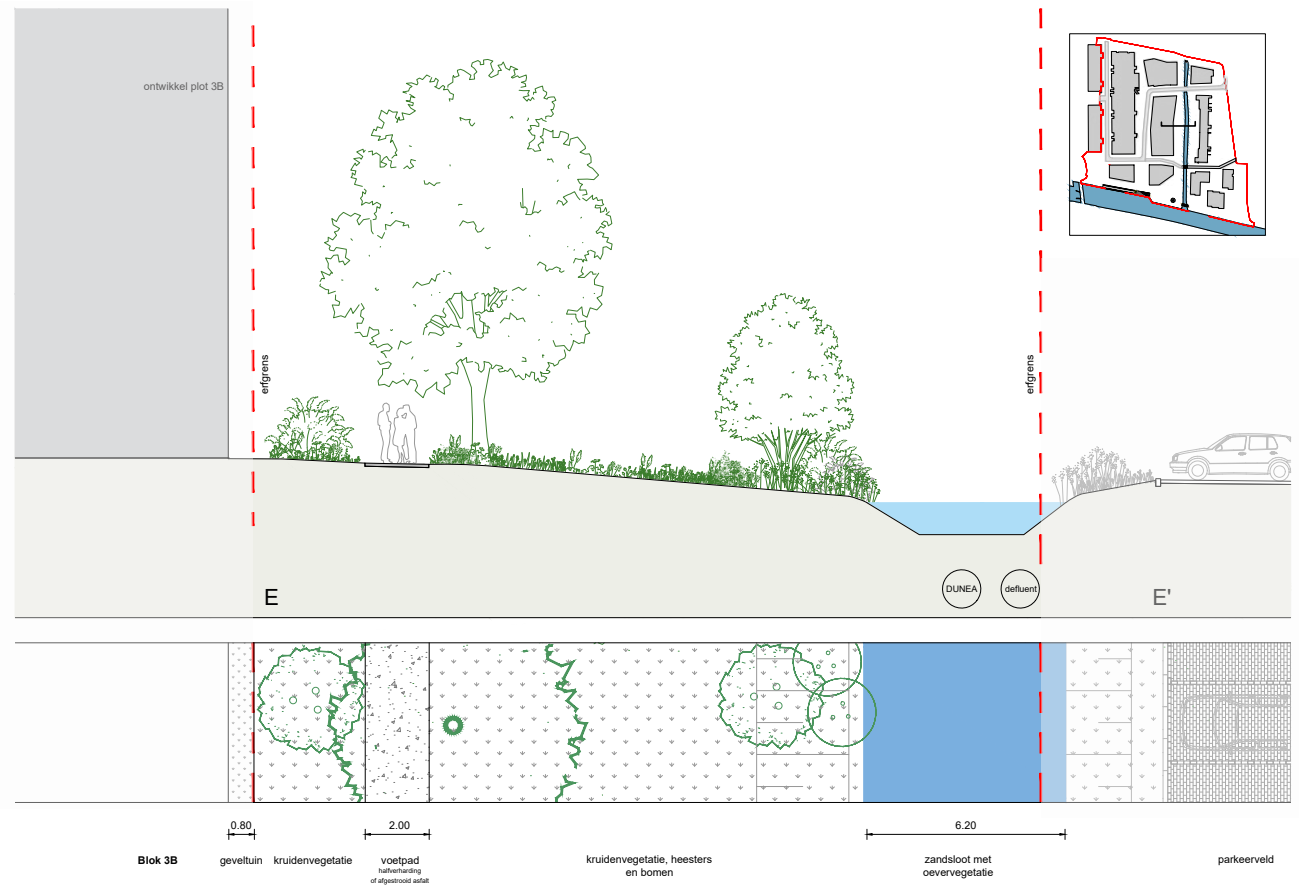 ontwikkel plot 3B
erfgrens
erfgrens
DUNEA
defluent
E
E'
0.80
2.00
6.20
Blok 3B
geveltuin
kruidenvegetatie
voetpad
halfverharding
of afgestrooid asfalt
kruidenvegetatie, heesters
en bomen
zandsloot met
oevervegetatie
parkeerveld